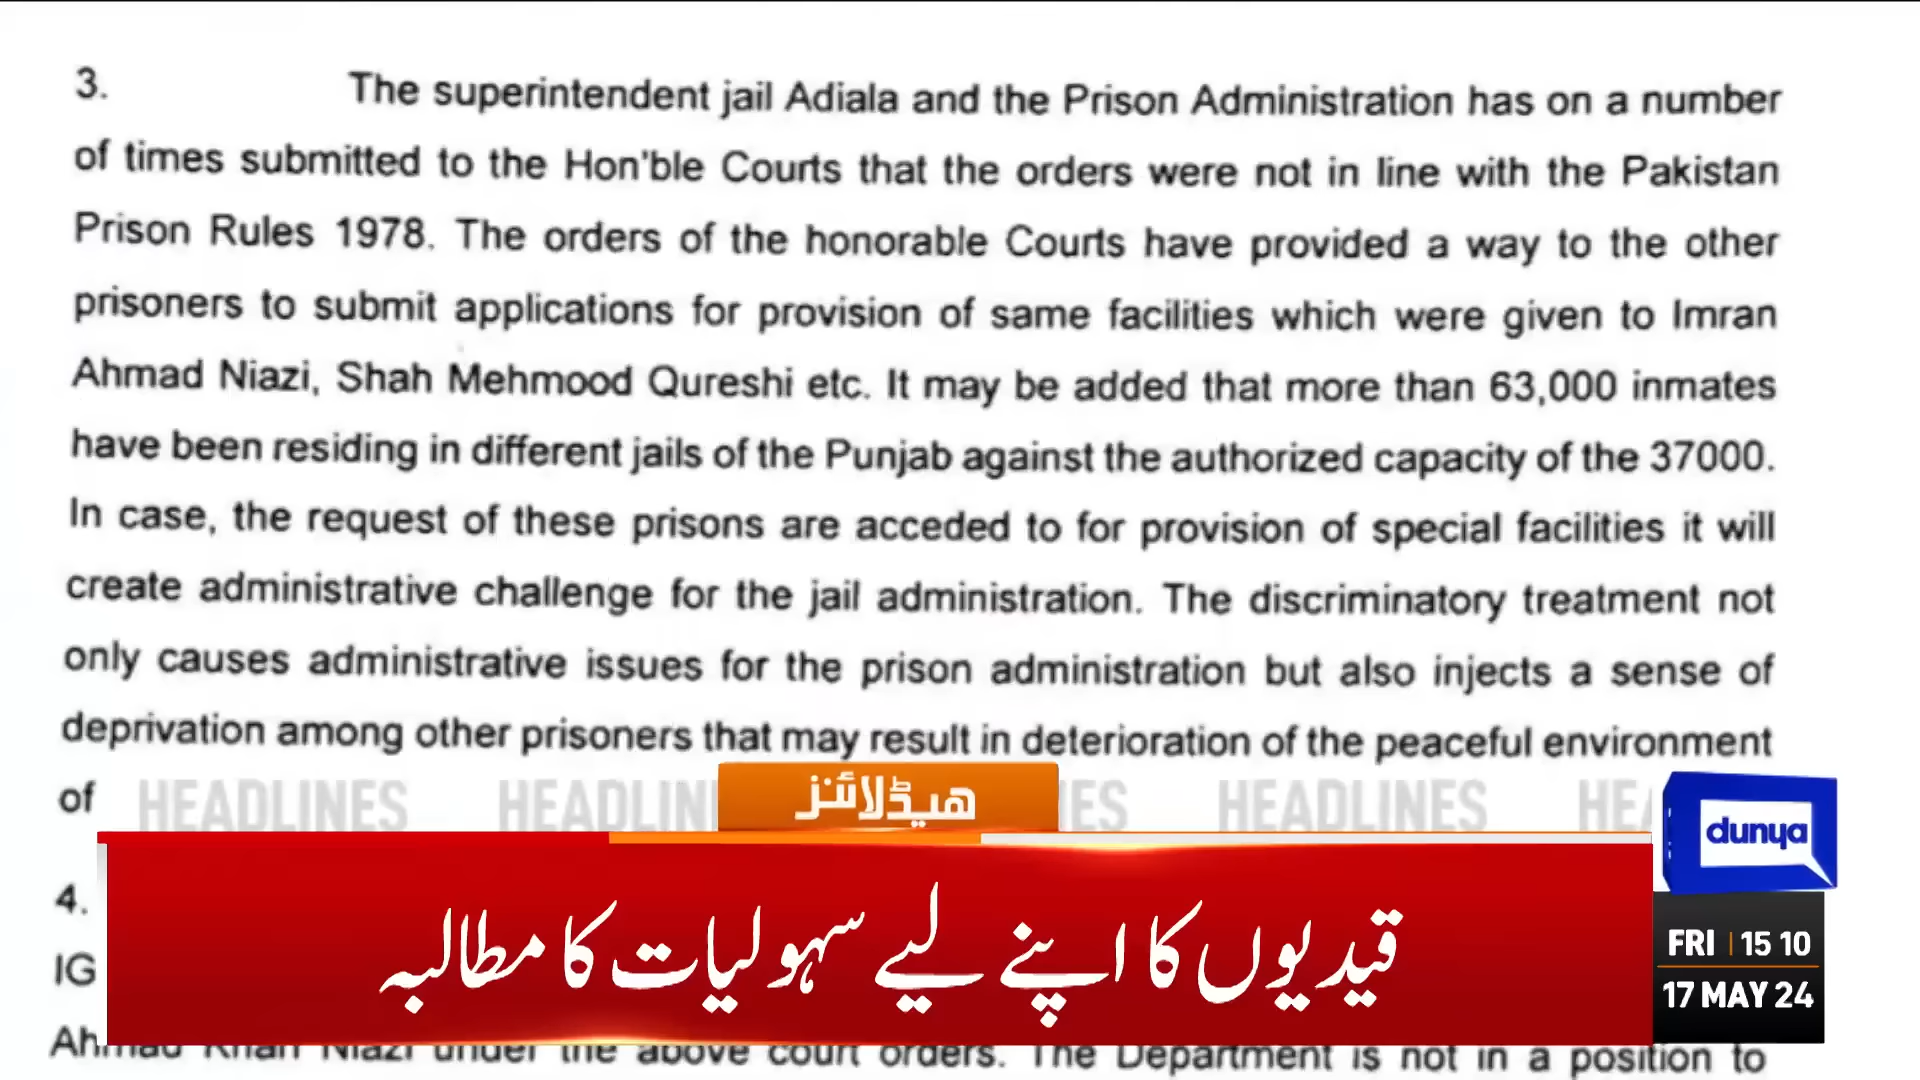 3. The superintendent jail Adiala and the Prison Administration has on a number
of times submitted to the Hon'ble Courts that the orders were not in line with the Pakistan
Prison Rules 1978. The orders of the honorable Courts have provided a way to the other
prisoners to submit applications for provision of same facilities which were given to Imran
Ahmad Niazi, Shah Mehmood Qureshi etc. It may be added that more than 63,000 inmates
have been residing in different jails of the Punjab against the authorized capacity of the 37000.
In case, the request of these prisons are acceded to for provision of special facilities it will
create administrative challenge for the jail administration. The discriminatory treatment not
only causes administrative issues for the prison administration but also injects a sense of
deprivation among other prisoners that may result in deterioration of the peaceful environment
of
HEADLINES HEADLINES HEADLINES
ہیڈلائنز
dunya
4.
قیدیوں کا اپنے لیے سہولیات کا مطالبہ
FRI 15 10
17 MAY 24
IG
Ahmad Khan Niazi under the above court orders. The Department is not in a position to